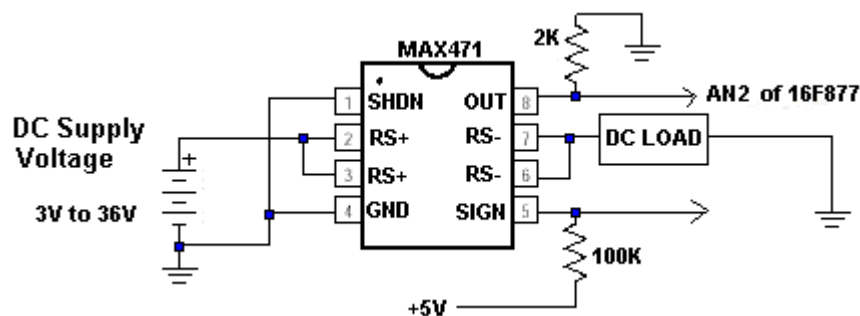 MAX471
2K
1 SHDN OUT 8
AN2 of 16F877
DC Supply
Voltage
2 RS+ RS- 7
DC LOAD
+
3 RS+ RS- 6
3V to 36V
4 GND SIGN 5
100K
+5V